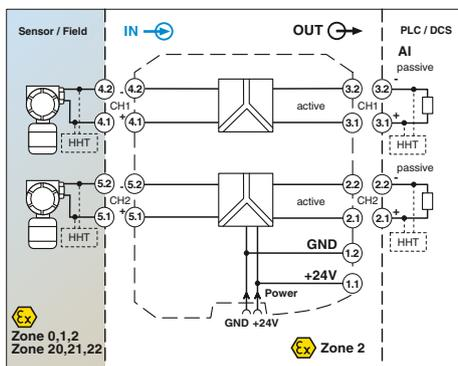 Sensor / Field
IN
OUT
PLC / DCS
AI
passive
4.2 - 4.2
3.2
3.2 -
CH1
active
CH1
4.1 + 4.1
3.1
3.1 +
HHT
HHT
passive
5.2 - 5.2
2.2
2.2 -
CH2
active
CH2
5.1 + 5.1
2.1
2.1 +
HHT
HHT
GND
1.2
+24V
1.1
Power
GND +24V
Ex
Zone 0,1,2
Zone 20,21,22
Ex Zone 2